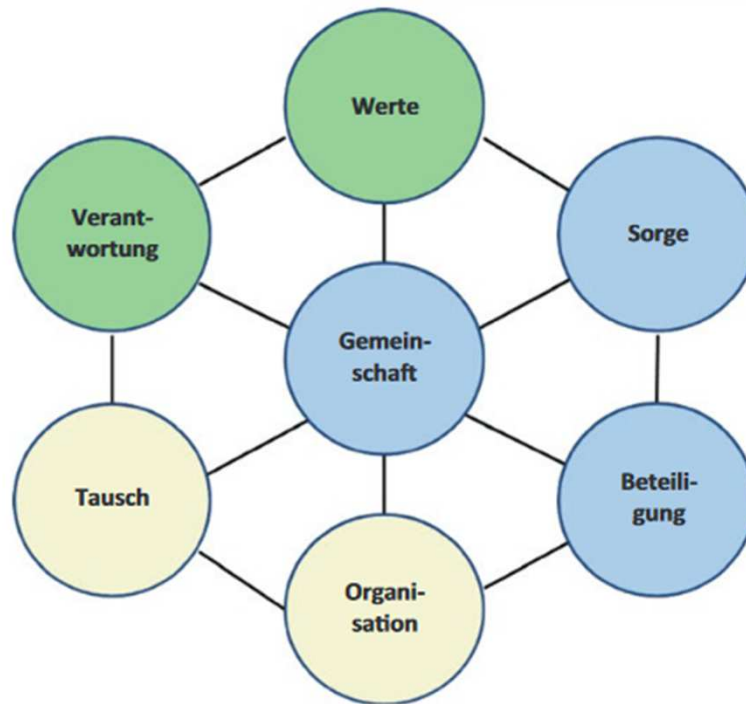 Werte
Verant-
wortung
Sorge
Gemein-
schaft
Tausch
Beteili-
gung
Organi-
sation